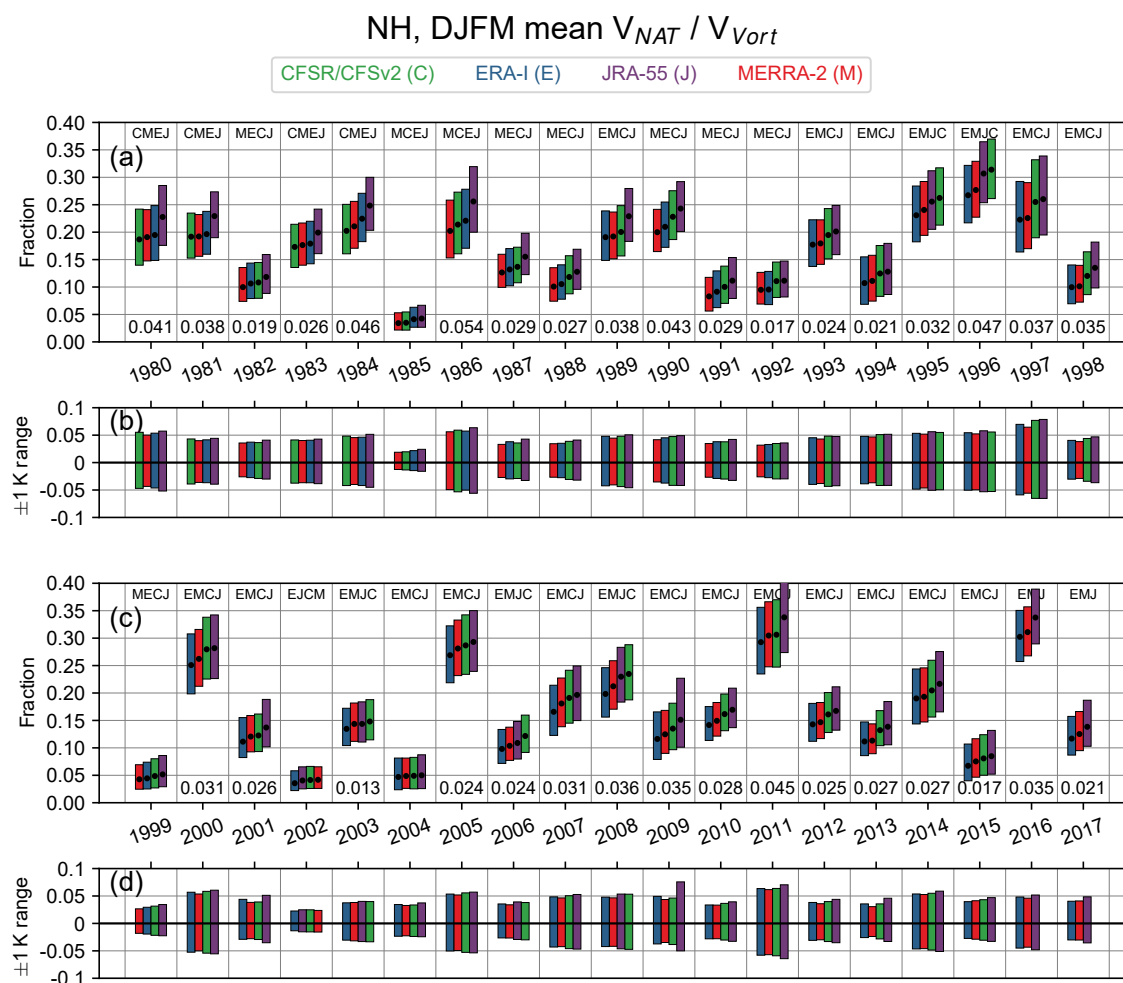 NH, DJFM mean V_NAT / V_Vort
CFSR/CFSv2 (C) ERA-I (E) JRA-55 (J) MERRA-2 (M)
CMEJ CMEJ MECJ CMEJ CMEJ MCEJ MCEJ MECJ MECJ EMCJ MECJ MECJ MECJ EMCJ EMCJ EMJC EMJC EMCJ EMCJ
(a)
Fraction
0.40
0.35
0.30
0.25
0.20
0.15
0.10
0.05
0.00
0.041 0.038 0.019 0.026 0.046 0.054 0.029 0.027 0.038 0.043 0.029 0.017 0.024 0.021 0.032 0.047 0.037 0.035
1980 1981 1982 1983 1984 1985 1986 1987 1988 1989 1990 1991 1992 1993 1994 1995 1996 1997 1998
(b)
±1 K range
0.1
0.05
0
-0.05
-0.1
MECJ EMCJ EMCJ EJCM EMJC EMCJ EMCJ EMJC EMCJ EMJC EMCJ EMCJ EMCJ EMCJ EMCJ EMCJ EMCJ EMJ EMJ
(c)
Fraction
0.40
0.35
0.30
0.25
0.20
0.15
0.10
0.05
0.00
0.031 0.026 0.013 0.024 0.024 0.031 0.036 0.035 0.028 0.045 0.025 0.027 0.027 0.017 0.035 0.021
1999 2000 2001 2002 2003 2004 2005 2006 2007 2008 2009 2010 2011 2012 2013 2014 2015 2016 2017
(d)
±1 K range
0.1
0.05
0
-0.05
-0.1